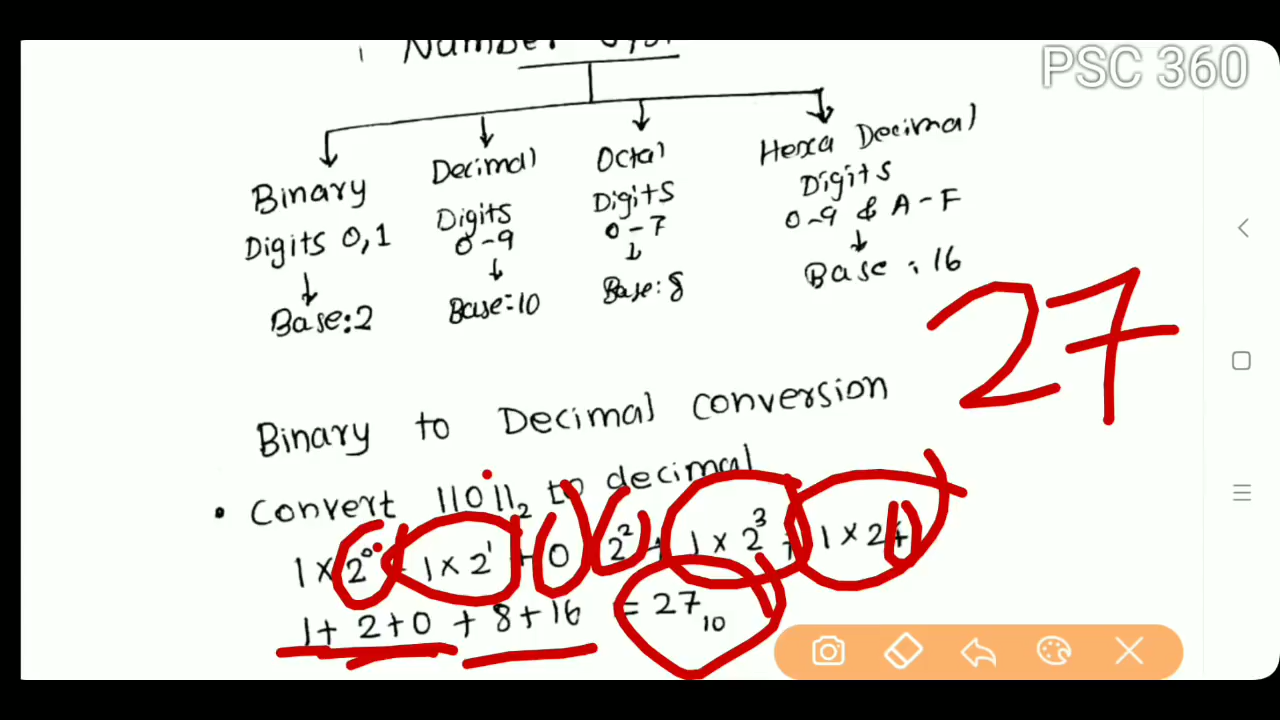 PSC 360
Number
Binary Decimal Octal Hexa Decimal
Digits 0,1 Digits 0-9 Digits 0-7 Digits 0-9 & A-F
Base:2 Base:10 Base:8 Base:16
27
Binary to Decimal conversion
• Convert 11011₂ to decimal
1 × 2⁰ + 1 × 2¹ + 0 × 2² + 1 × 2³ + 1 × 2⁴
1+ 2+0 + 8+16 = 27₁₀